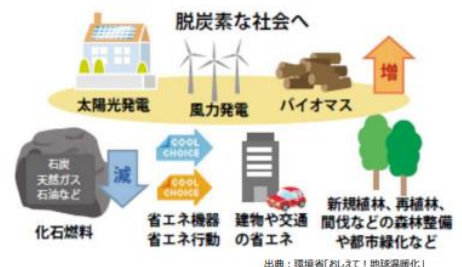 脱炭素な社会へ
増
太陽光発電
風力発電
バイオマス
石炭
天然ガス
石油など
減
COOL
CHOICE
COOL
CHOICE
化石燃料
省エネ機器
省エネ行動
建物や交通
の省エネ
新規植林、再植林、
間伐などの森林整備
や都市緑化など
出典：環境省「おしえて！地球温暖化」